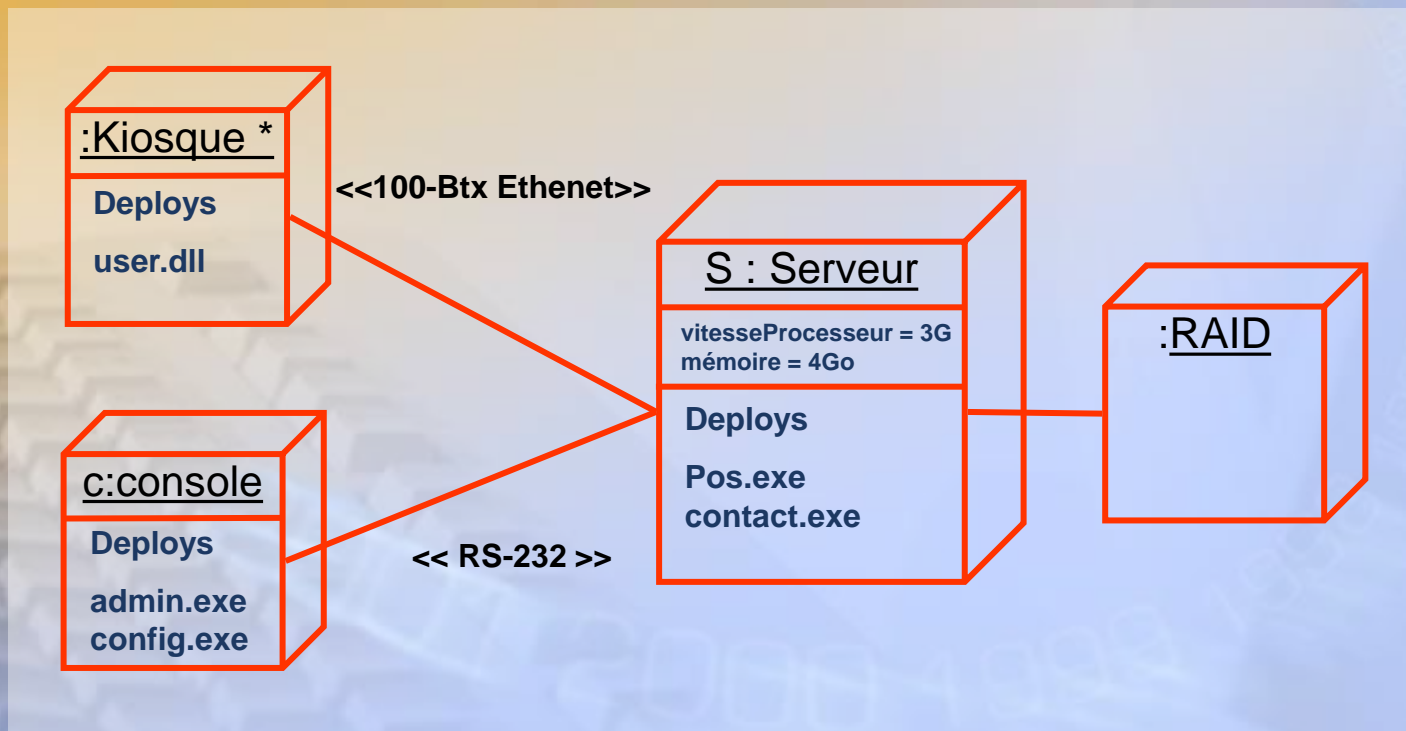 :Kiosque *
Deploys
user.dll
<<100-Btx Ethenet>>
c:console
Deploys
admin.exe
config.exe
<< RS-232 >>
S : Serveur
vitesseProcesseur = 3G
mémoire = 4Go
Deploys
Pos.exe
contact.exe
:RAID